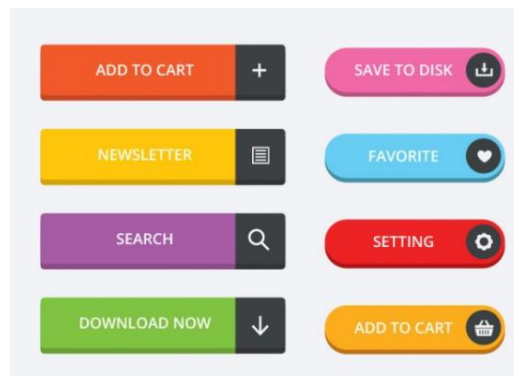 ADD TO CART
SAVE TO DISK
NEWSLETTER
FAVORITE
SEARCH
SETTING
DOWNLOAD NOW
ADD TO CART